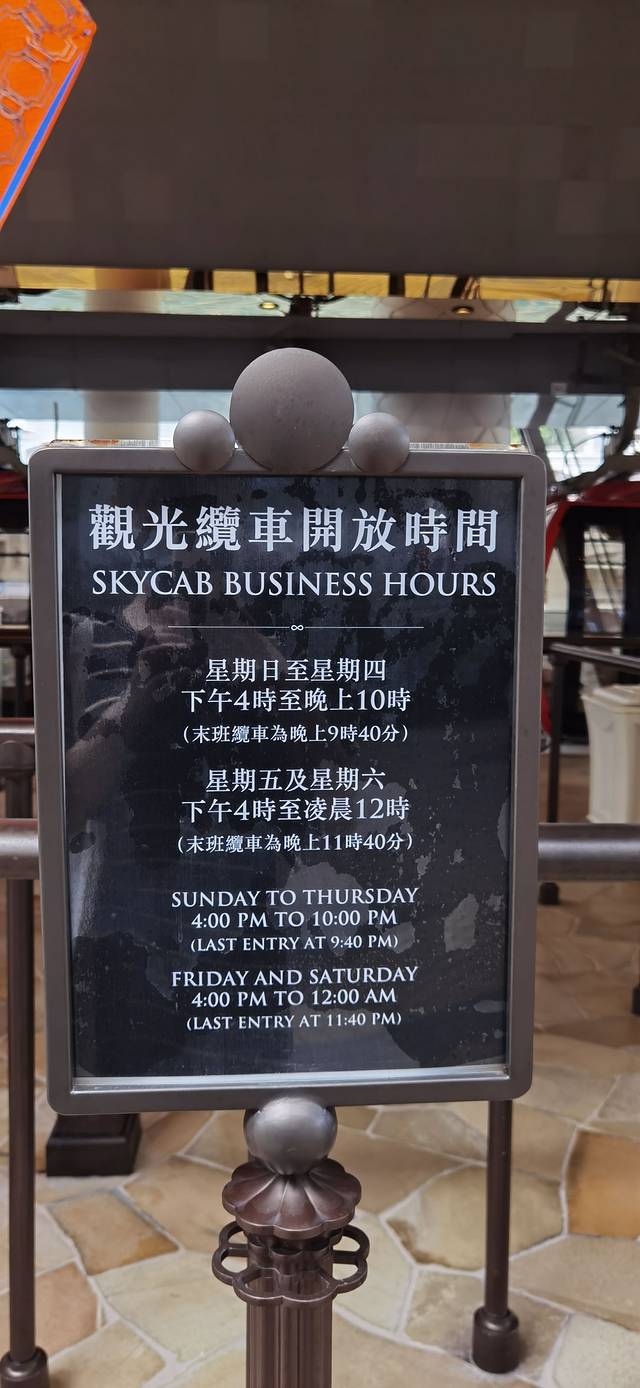 觀光纜車開放時間
SKYCAB BUSINESS HOURS
星期日至星期四
下午4時至晚上10時
(末班纜車為晚上9時40分)
星期五及星期六
下午4時至凌晨12時
(末班纜車為晚上11時40分)
SUNDAY TO THURSDAY
4:00 PM TO 10:00 PM
(LAST ENTRY AT 9:40 PM)
FRIDAY AND SATURDAY
4:00 PM TO 12:00 AM
(LAST ENTRY AT 11:40 PM)